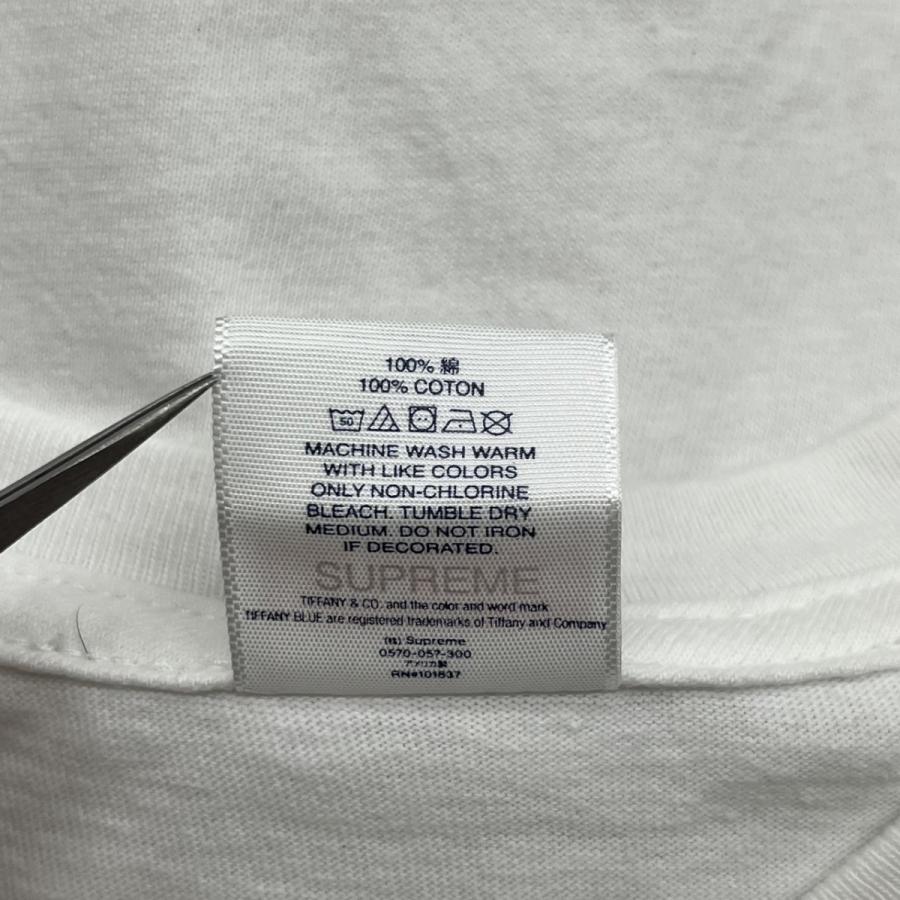 100% 綿
100% COTON
50
MACHINE WASH WARM
WITH LIKE COLORS
ONLY NON-CHLORINE
BLEACH. TUMBLE DRY
MEDIUM. DO NOT IRON
IF DECORATED.
SUPREME
TIFFANY & CO. and the color and word mark
TIFFANY BLUE are registered trademarks of Tiffany and Company
(株) Supreme
0570-057-300
アメリカ製
RN#101837